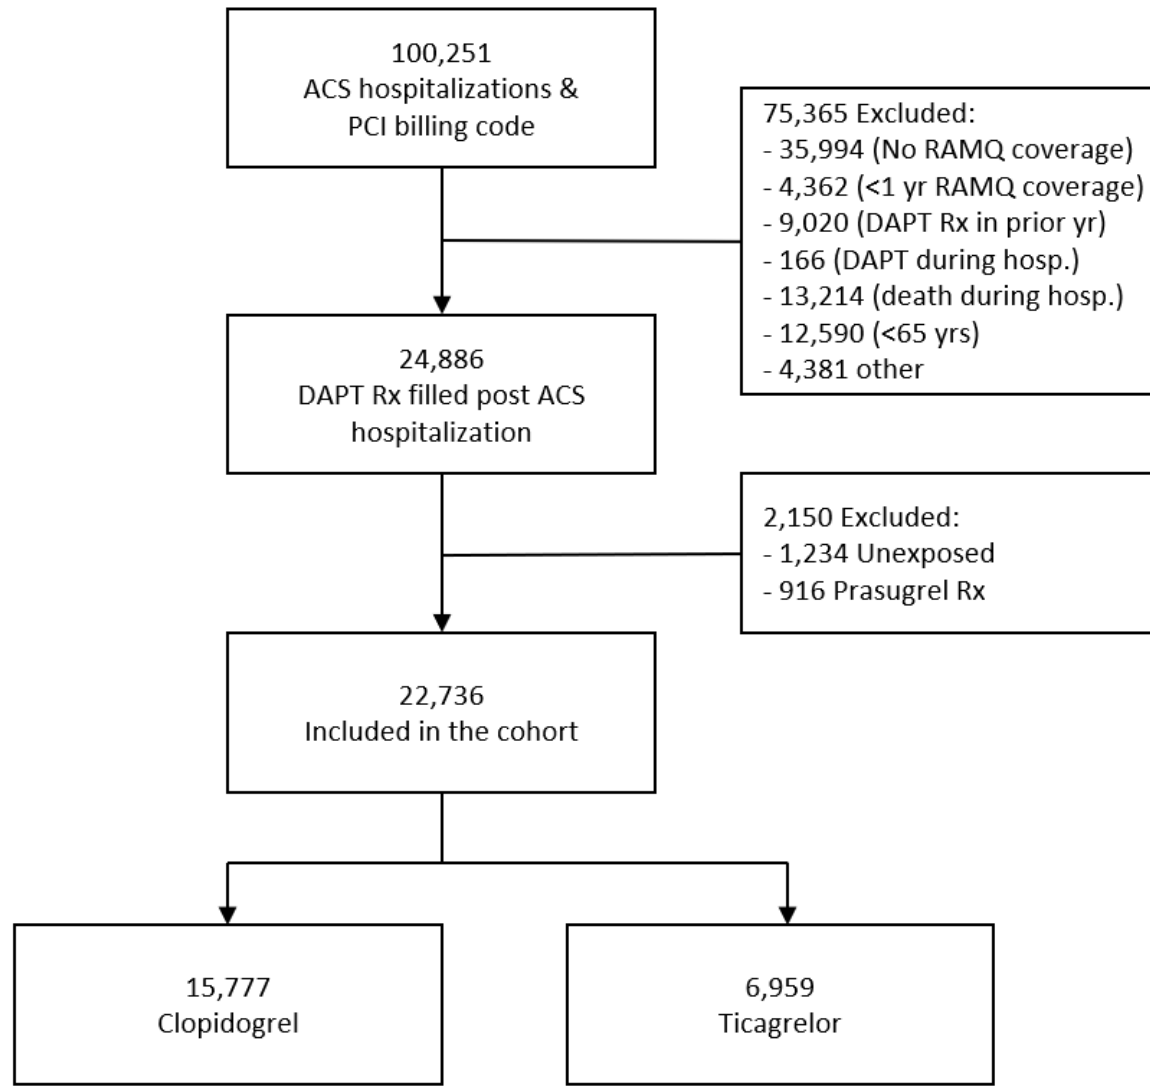 100,251
ACS hospitalizations &
PCI billing code
75,365 Excluded:
- 35,994 (No RAMQ coverage)
- 4,362 (<1 yr RAMQ coverage)
- 9,020 (DAPT Rx in prior yr)
- 166 (DAPT during hosp.)
- 13,214 (death during hosp.)
- 12,590 (<65 yrs)
- 4,381 other
24,886
DAPT Rx filled post ACS
hospitalization
2,150 Excluded:
- 1,234 Unexposed
- 916 Prasugrel Rx
22,736
Included in the cohort
15,777
Clopidogrel
6,959
Ticagrelor